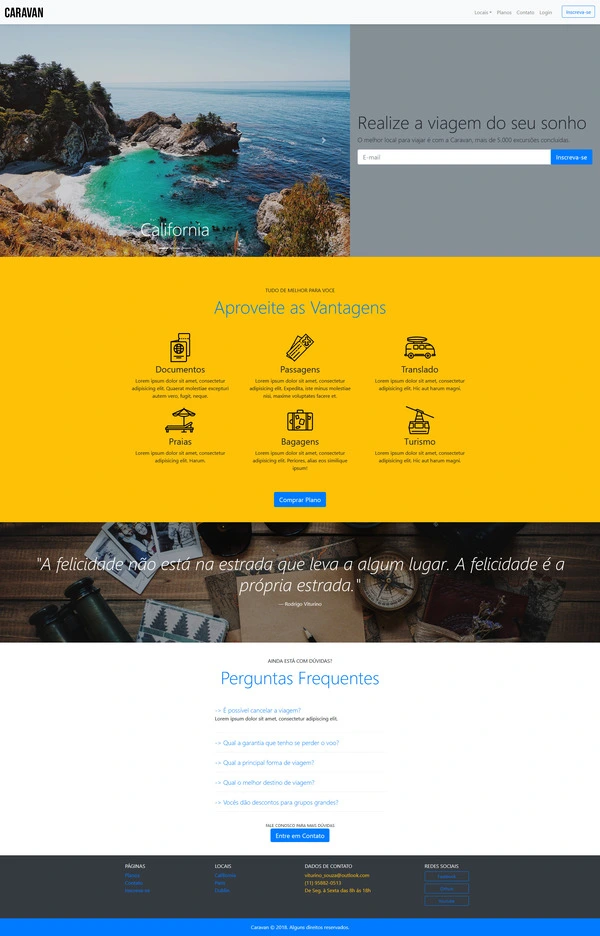 CARAVAN
Locais Planos Contato Login Inscreva-se
Realize a viagem do seu sonho
O melhor local para viajar é com a Caravan, mais de 5.000 excursões concluídas.
E-mail Inscreva-se
California
TUDO DE MELHOR PARA VOCE
Aproveite as Vantagens
Documentos
Lorem ipsum dolor sit amet, consectetur
adipisicing elit. Quaerat molestiae excepturi
autem vero, fugit, neque.
Passagens
Lorem ipsum dolor sit amet, consectetur
adipisicing elit. Expedita, iste minus molestiae
nisi, maxime voluptates facere et.
Translado
Lorem ipsum dolor sit amet, consectetur
adipisicing elit. Hic aut harum magni.
Praias
Lorem ipsum dolor sit amet, consectetur
adipisicing elit. Harum.
Bagagens
Lorem ipsum dolor sit amet, consectetur
adipisicing elit. Periores, alias eos similique
ipsum!
Turismo
Lorem ipsum dolor sit amet, consectetur
adipisicing elit. Hic aut harum magni.
Comprar Plano
"A felicidade não está na estrada que leva a algum lugar. A felicidade é a
própria estrada."
— Rodrigo Viturino
AINDA ESTÁ COM DÚVIDAS?
Perguntas Frequentes
-> É possível cancelar a viagem?
Lorem ipsum dolor sit amet, consectetur adipiscing elit.
-> Qual a garantia que tenho se perder o voo?
-> Qual a principal forma de viagem?
-> Qual o melhor destino de viagem?
-> Vocês dão descontos para grupos grandes?
FALE CONOSCO PARA MAIS DÚVIDAS
Entre em Contato
PÁGINAS
Planos
Contato
Inscreva-se
LOCAIS
California
Paris
Dublin
DADOS DE CONTATO
viturino_souza@outlook.com
(11) 95882-0513
De Seg. à Sexta das 8h às 18h
REDES SOCIAIS
Facebook
Github
Youtube
Caravan © 2018. Alguns direitos reservados.